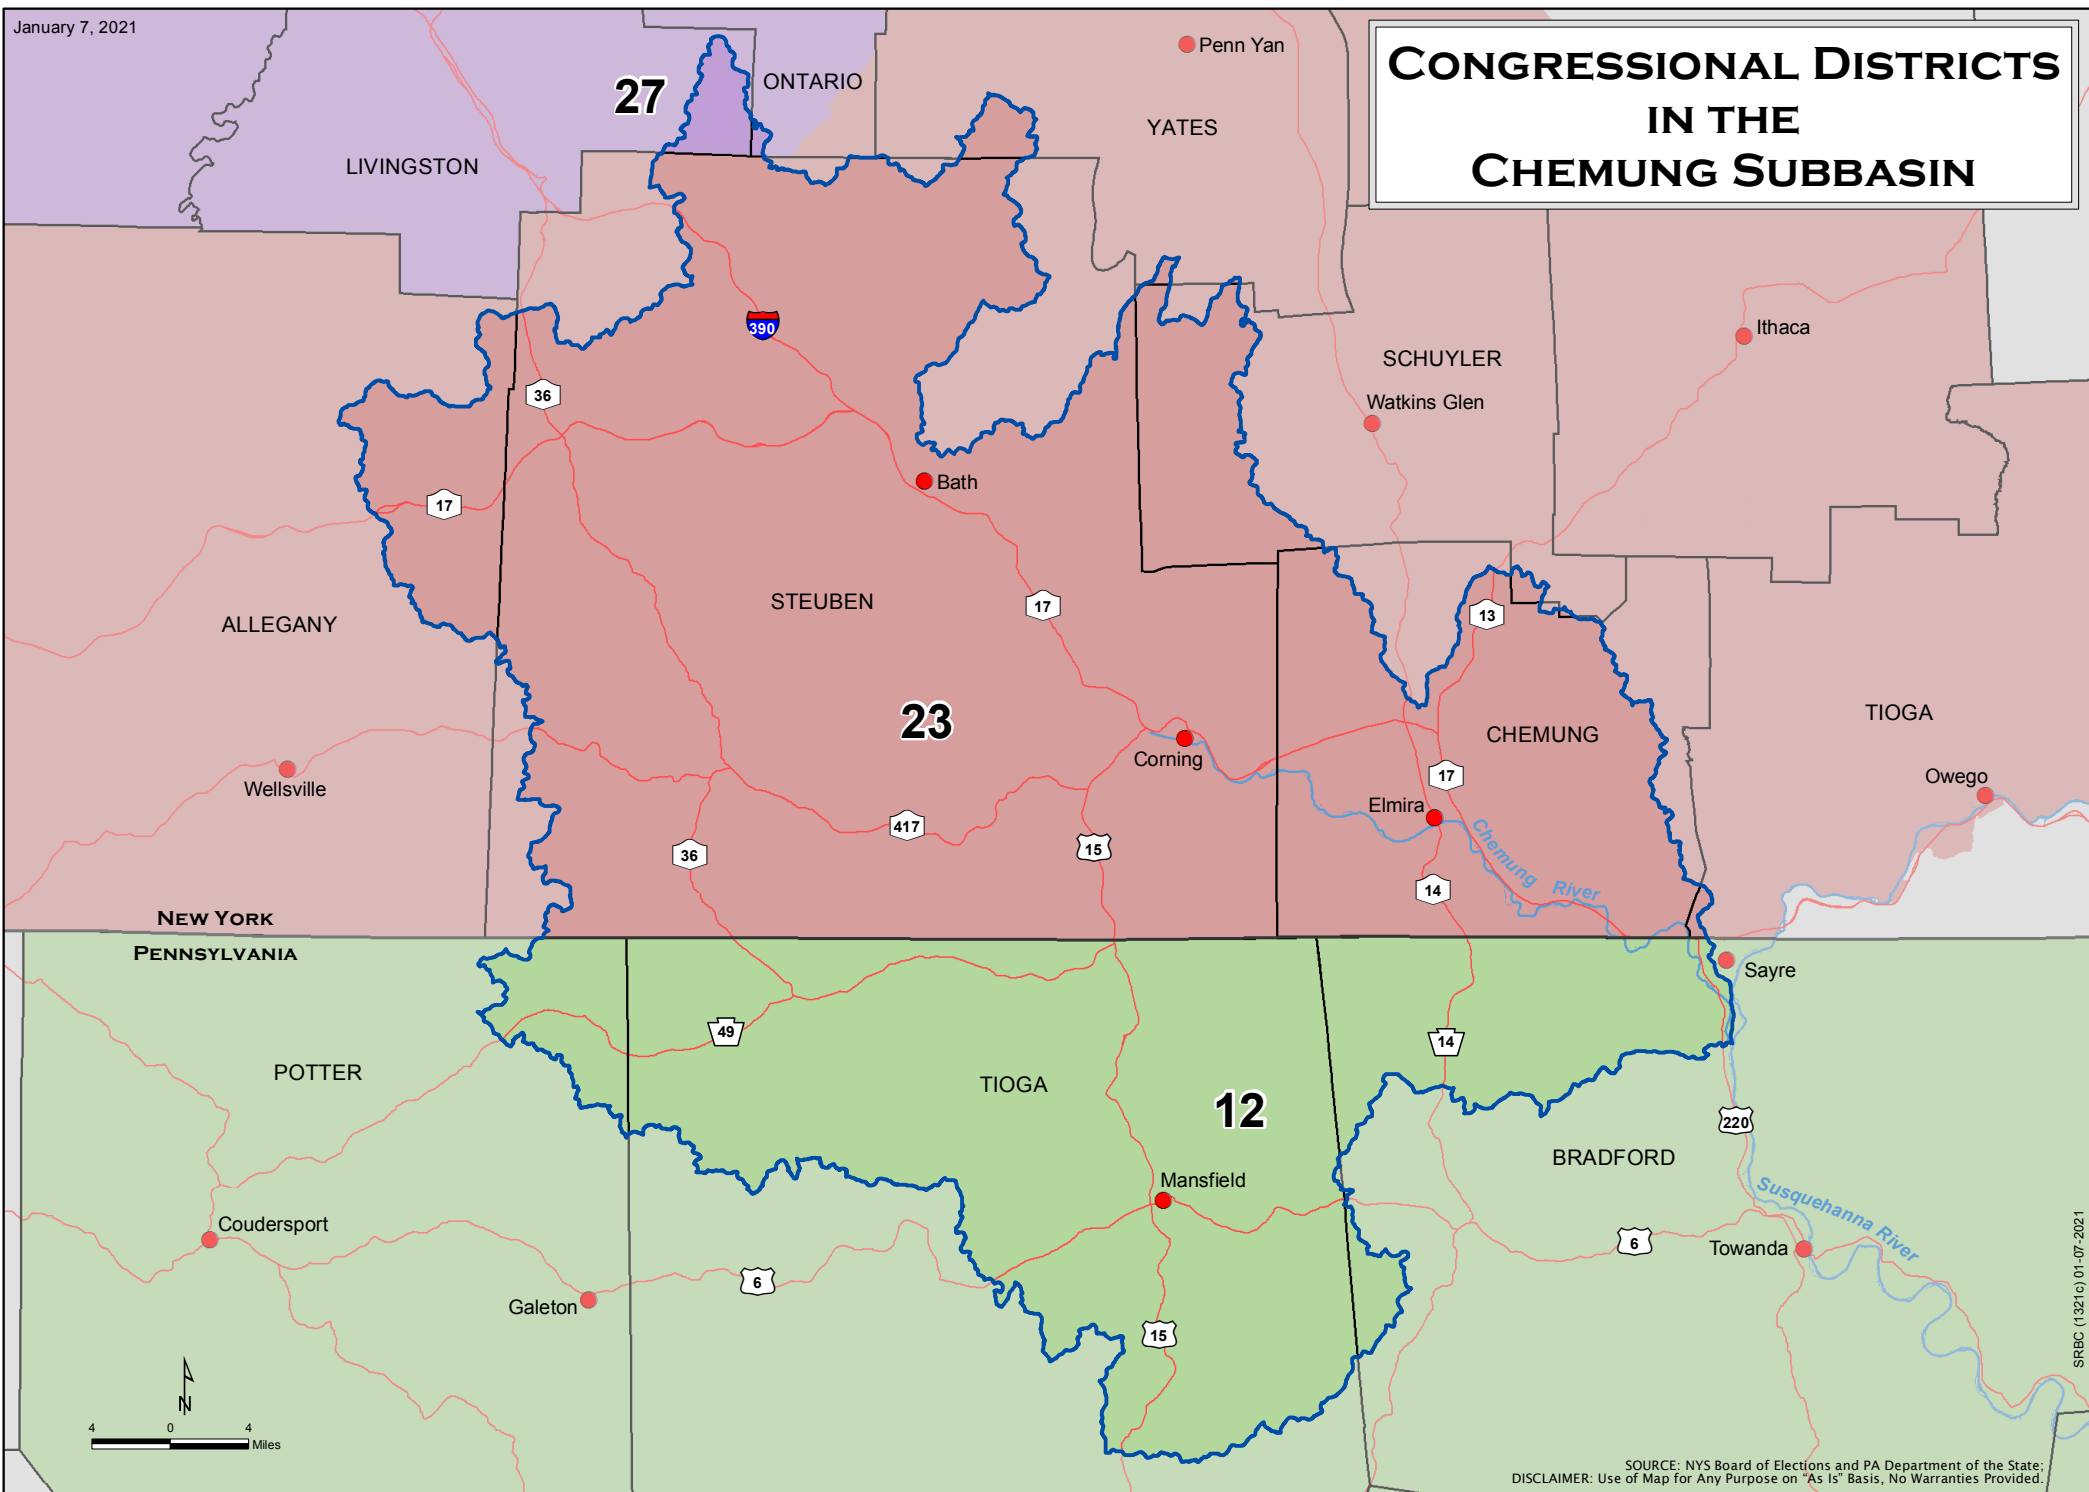 January 7, 2021
CONGRESSIONAL DISTRICTS
IN THE
CHEMUNG SUBBASIN
27
ONTARIO
Penn Yan
YATES
LIVINGSTON
390
Ithaca
SCHUYLER
36
Watkins Glen
Bath
17
STEUBEN
17
13
ALLEGANY
23
CHEMUNG
TIOGA
Corning
Wellsville
17
Owego
Elmira
417
36
15
14
Chemung River
NEW YORK
PENNSYLVANIA
Sayre
49
14
POTTER
TIOGA
12
220
BRADFORD
Mansfield
Susquehanna River
Coudersport
6
Towanda
6
Galeton
15
N
4 0 4
Miles
SRBC (1321c) 01-07-2021
SOURCE: NYS Board of Elections and PA Department of the State;
DISCLAIMER: Use of Map for Any Purpose on "As Is" Basis, No Warranties Provided.